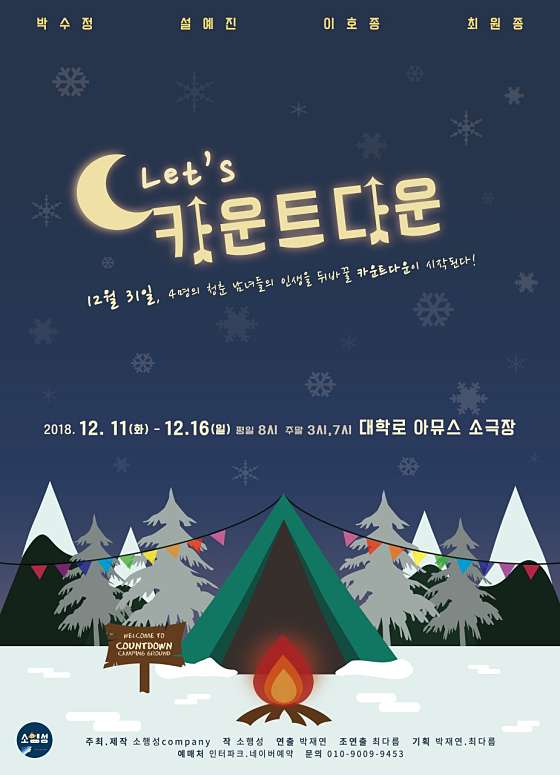 박수정 설예진 이호종 최원종
Let's
카운트다운
12월 31일, 4명의 청춘 남녀들의 인생을 뒤바꿀 카운트다운이 시작된다!
2018. 12. 11(화) - 12.16(일) 평일 8시 주말 3시,7시 대학로 아뮤스 소극장
WELCOME TO
COUNTDOWN
CAMPING GROUND
소행성
주최.제작 소행성company 작 소행성 연출 박재연 조연출 최다름 기획 박재연.최다름
예매처 인터파크.네이버예약 문의 010-9009-9453